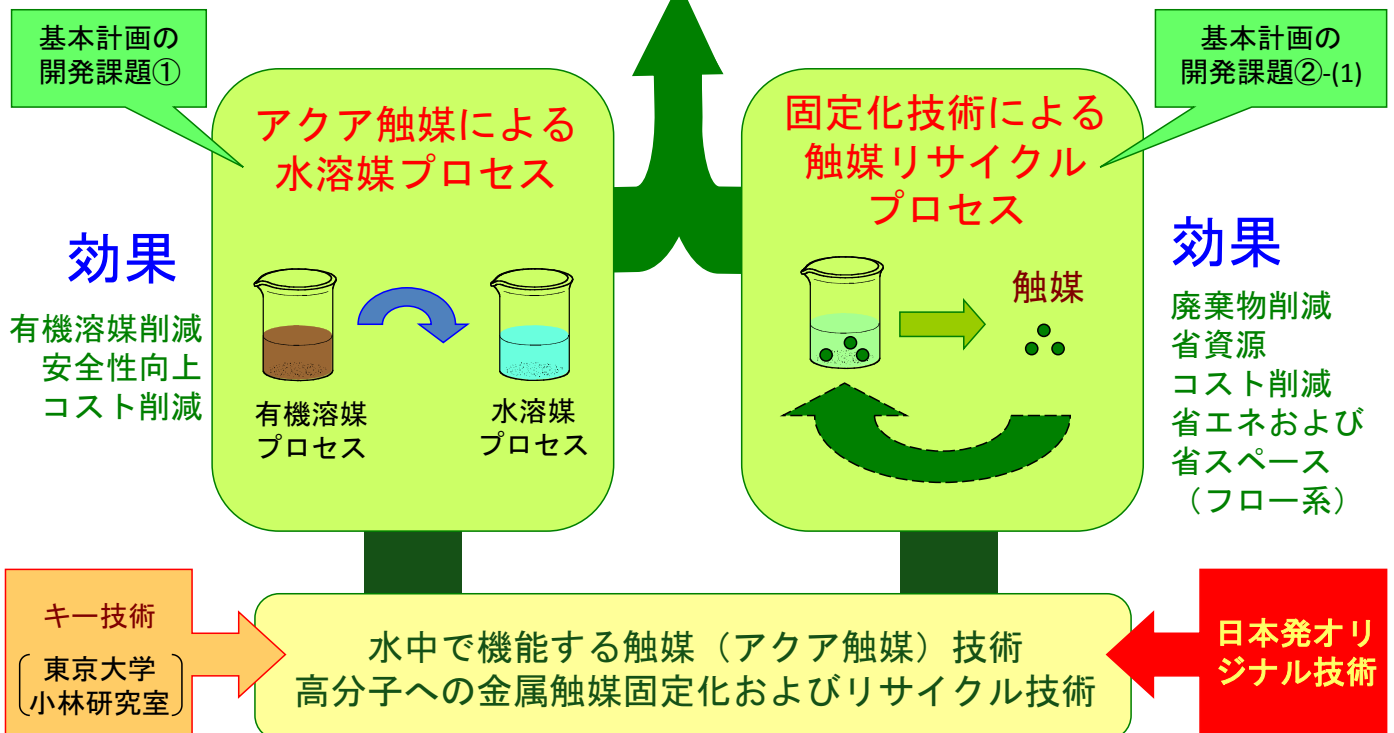 基本計画の
開発課題①
基本計画の
開発課題②-(1)
アクア触媒による
水溶媒プロセス
固定化技術による
触媒リサイクル
プロセス
効果
有機溶媒削減
安全性向上
コスト削減
有機溶媒
プロセス
水溶媒
プロセス
触媒
効果
廃棄物削減
省資源
コスト削減
省エネおよび
省スペース
（フロー系）
キー技術
東京大学
小林研究室
水中で機能する触媒（アクア触媒）技術
高分子への金属触媒固定化およびリサイクル技術
日本発オリ
ジナル技術